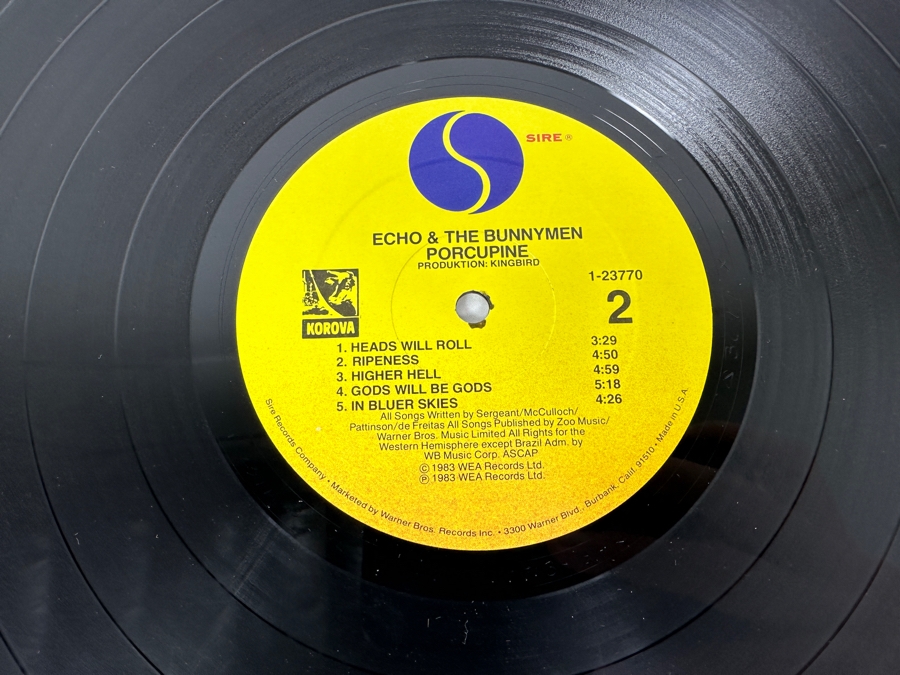 SIRE ®
ECHO & THE BUNNYMEN
PORCUPINE
PRODUKTION: KINGBIRD
KOROVA
1-23770
2
1. HEADS WILL ROLL 3:29
2. RIPENESS 4:50
3. HIGHER HELL 4:59
4. GODS WILL BE GODS 5:18
5. IN BLUER SKIES 4:26
All Songs Written by Sergeant/McCulloch/
Pattinson/de Freitas All Songs Published by Zoo Music/
Warner Bros. Music Limited All Rights for the
Western Hemisphere except Brazil Adm. by
WB Music Corp. ASCAP
© 1983 WEA Records Ltd.
℗ 1983 WEA Records Ltd.
Sire Records Company • Marketed by Warner Bros. Records Inc. • 3300 Warner Blvd., Burbank, Calif. 91510 • Made in U.S.A.